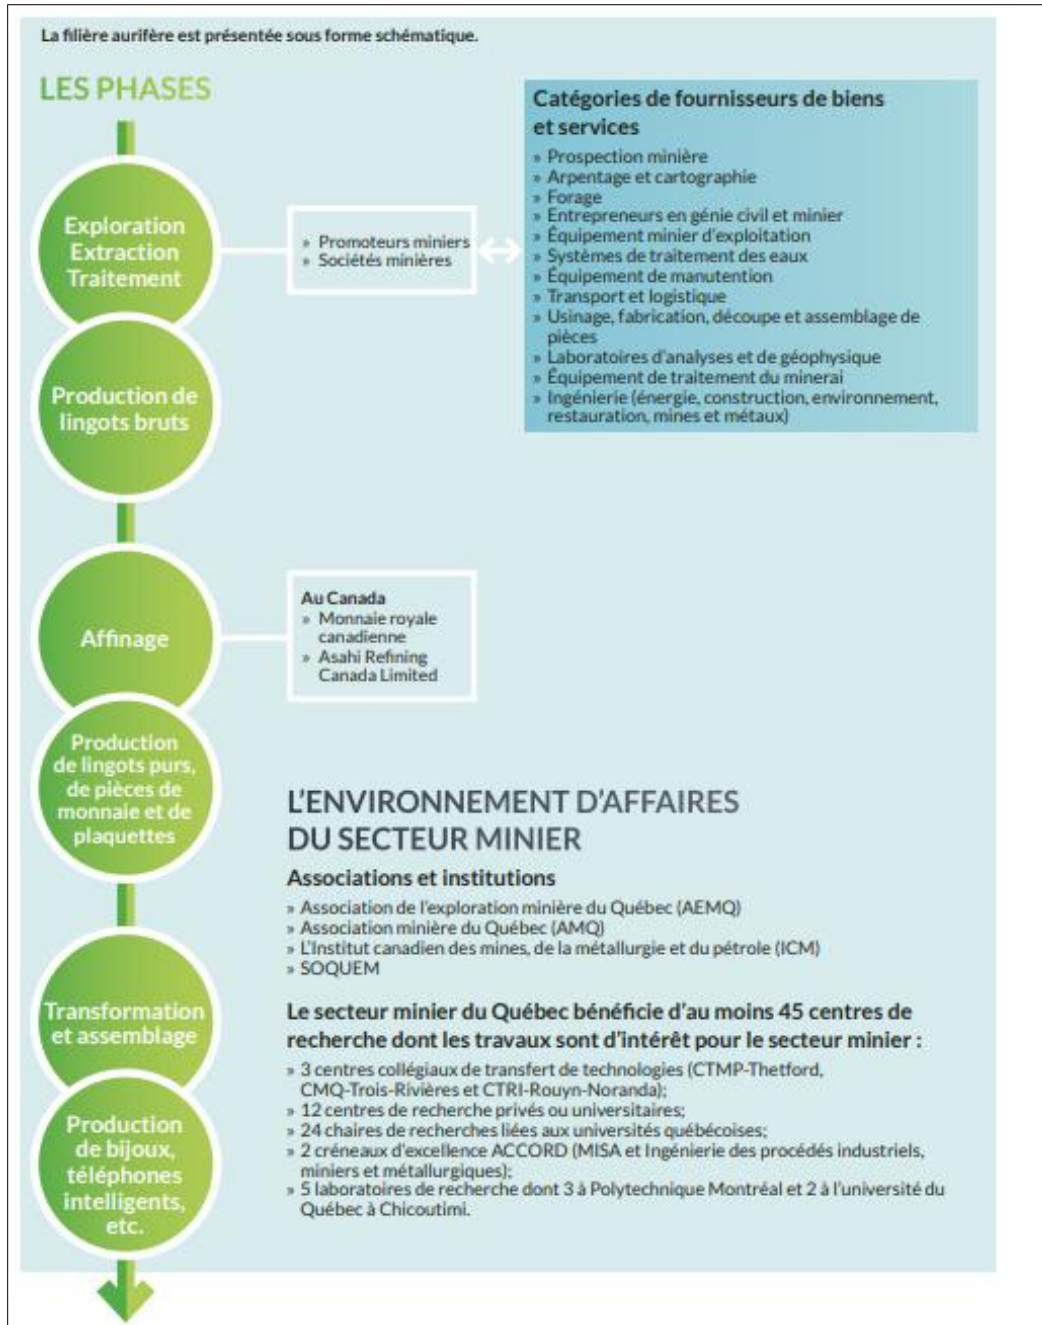 La filière aurifère est présentée sous forme schématique.
LES PHASES
Exploration
Extraction
Traitement
» Promoteurs miniers
» Sociétés minières
Catégories de fournisseurs de biens
et services
» Prospection minière
» Arpentage et cartographie
» Forage
» Entrepreneurs en génie civil et minier
» Équipement minier d'exploitation
» Systèmes de traitement des eaux
» Équipement de manutention
» Transport et logistique
» Usinage, fabrication, découpe et assemblage de
pièces
» Laboratoires d'analyses et de géophysique
» Équipement de traitement du minerai
» Ingénierie (énergie, construction, environnement,
restauration, mines et métaux)
Production de
lingots bruts
Affinage
Au Canada
» Monnaie royale
canadienne
» Asahi Refining
Canada Limited
Production
de lingots purs,
de pièces de
monnaie et de
plaquettes
L'ENVIRONNEMENT D'AFFAIRES
DU SECTEUR MINIER
Associations et institutions
» Association de l'exploration minière du Québec (AEMQ)
» Association minière du Québec (AMQ)
» L'Institut canadien des mines, de la métallurgie et du pétrole (ICM)
» SOQUEM
Transformation
et assemblage
Le secteur minier du Québec bénéficie d'au moins 45 centres de
recherche dont les travaux sont d'intérêt pour le secteur minier :
» 3 centres collégiaux de transfert de technologies (CTMP-Thetford,
CMQ-Trois-Rivières et CTRI-Rouyn-Noranda);
» 12 centres de recherche privés ou universitaires;
» 24 chaires de recherches liées aux universités québécoises;
» 2 créneaux d'excellence ACCORD (MISA et Ingénierie des procédés industriels,
miniers et métallurgiques);
» 5 laboratoires de recherche dont 3 à Polytechnique Montréal et 2 à l'université du
Québec à Chicoutimi.
Production
de bijoux,
téléphones
intelligents,
etc.